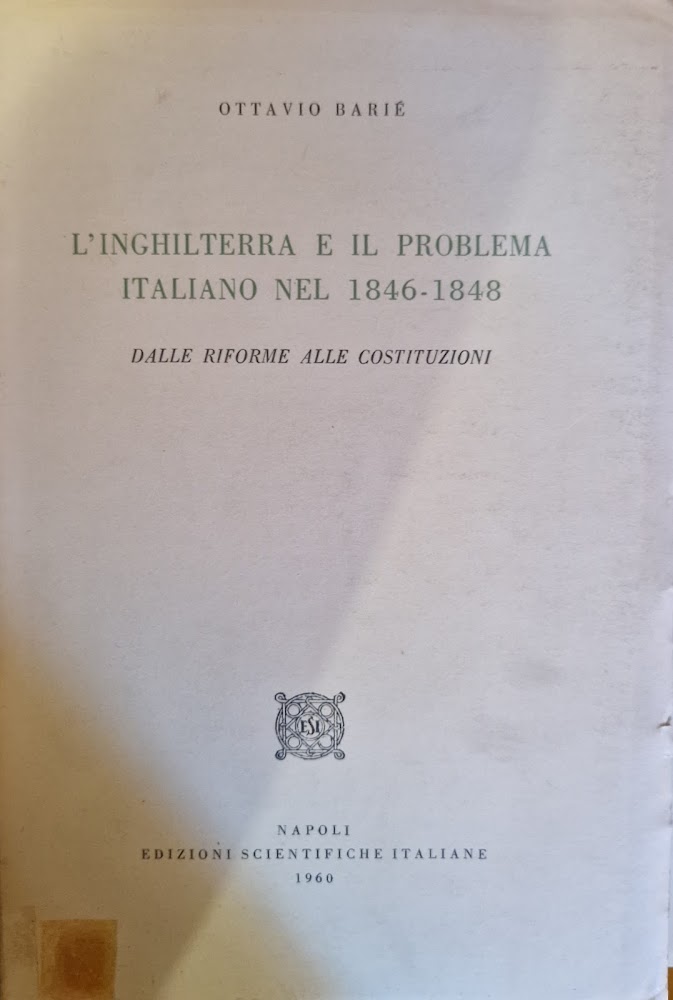 OTTAVIO BARIÉ
L'INGHILTERRA E IL PROBLEMA
ITALIANO NEL 1846-1848
DALLE RIFORME ALLE COSTITUZIONI
ESI
NAPOLI
EDIZIONI SCIENTIFICHE ITALIANE
1960